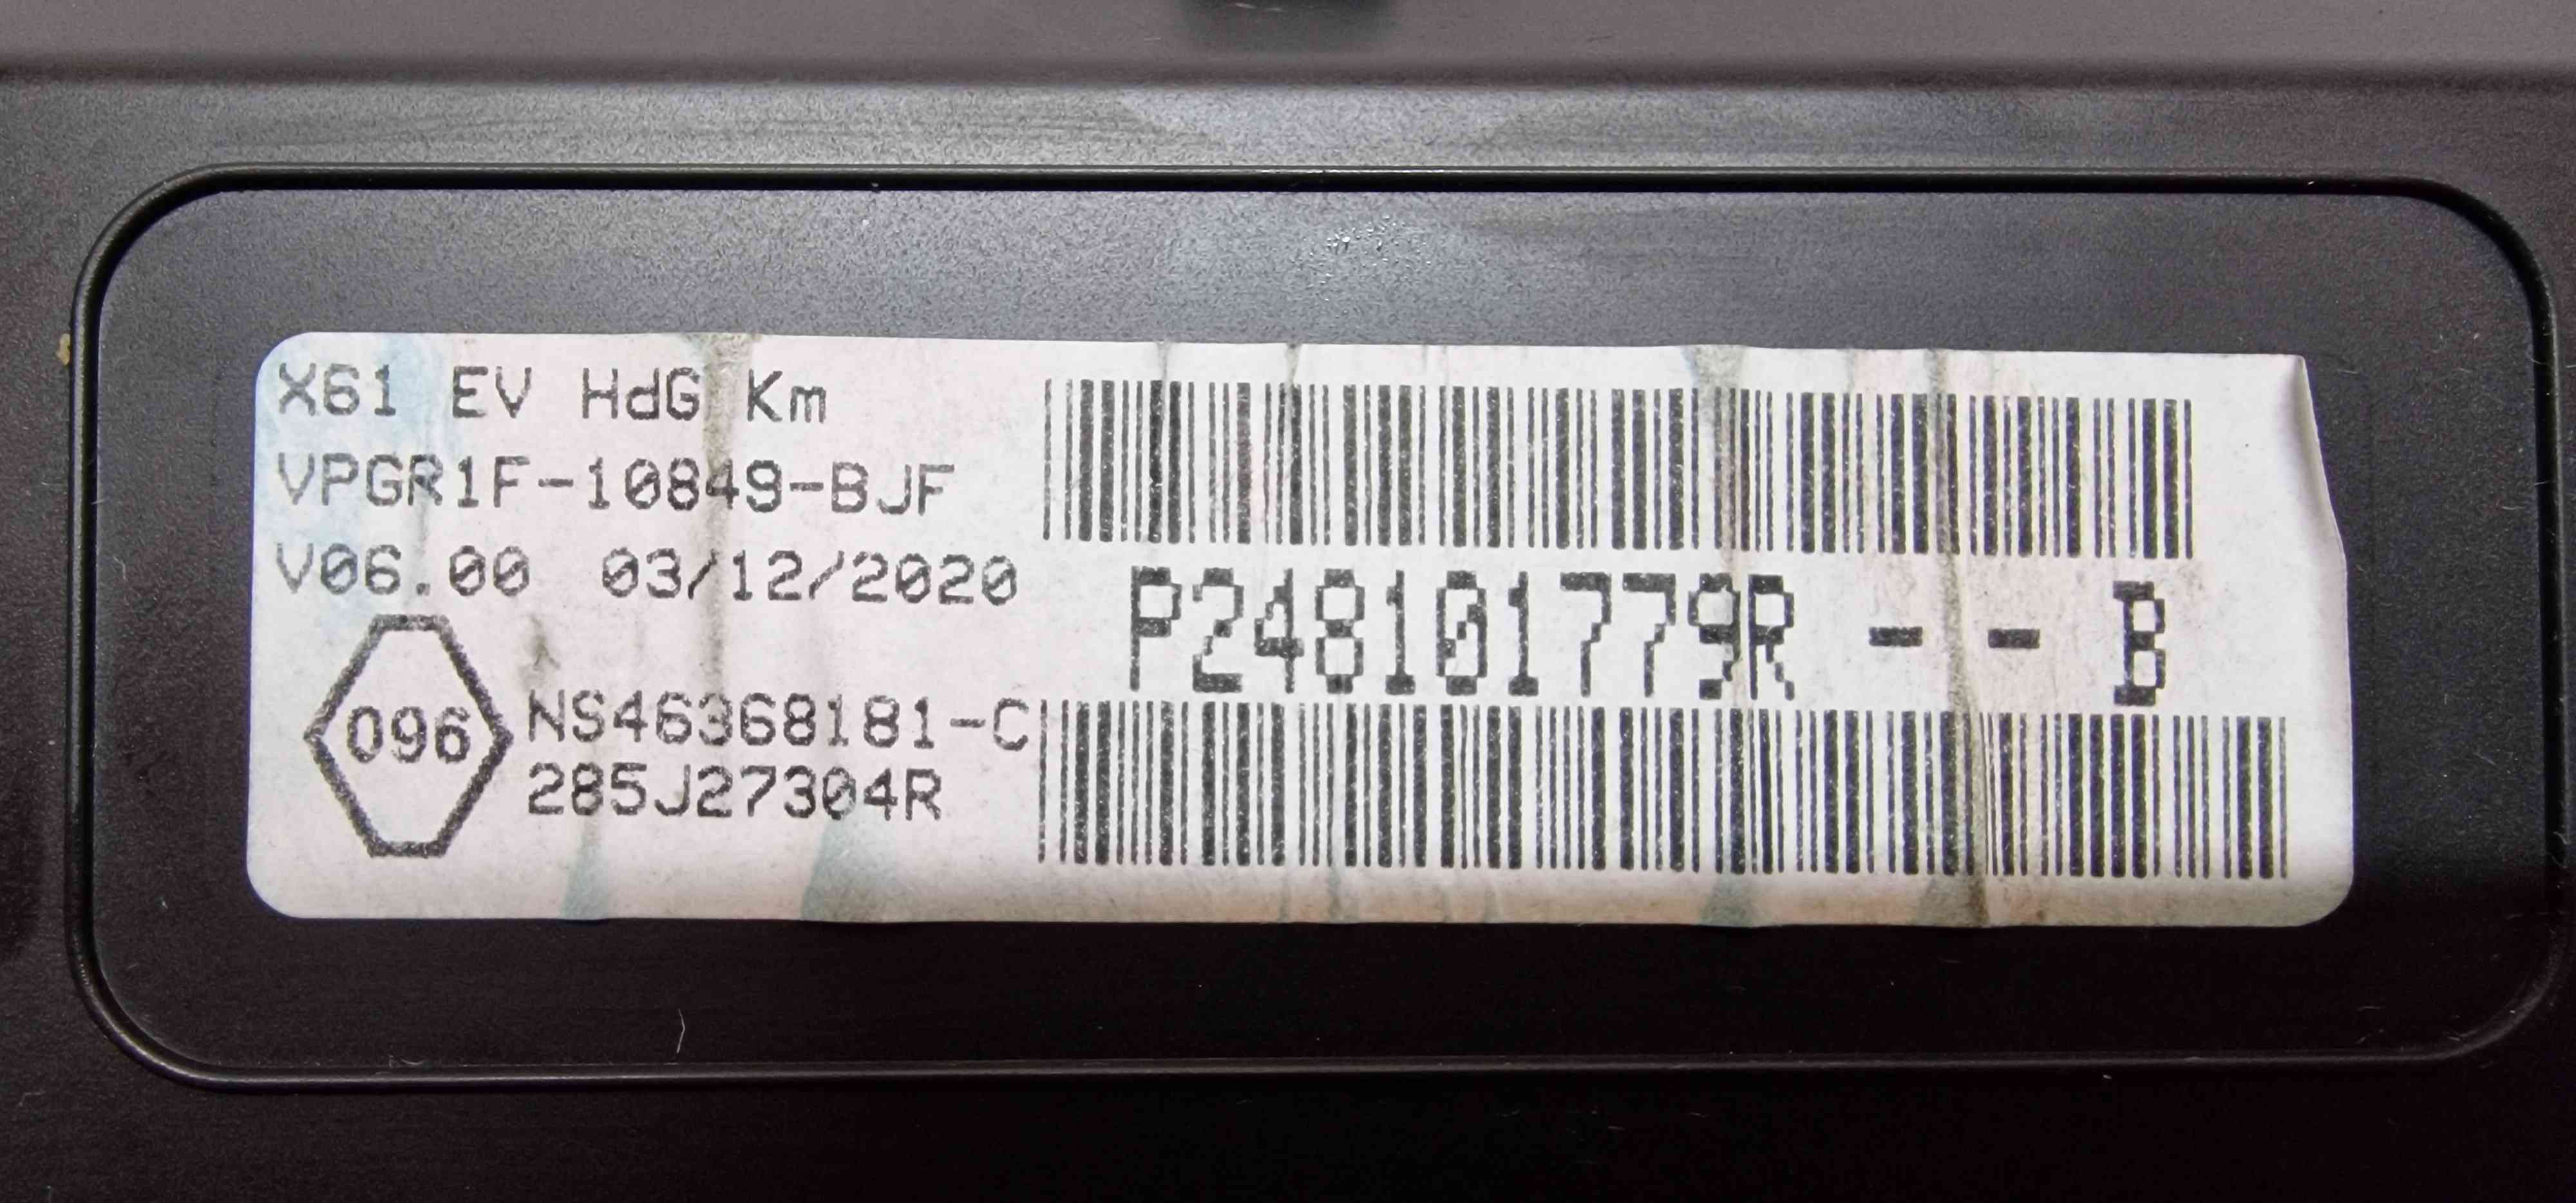 X61 EV HdG Km
VPGR1F-10849-BJF
V06.00 03/12/2020
P248101779R - - B
096
NS46368181-C
285J27304R